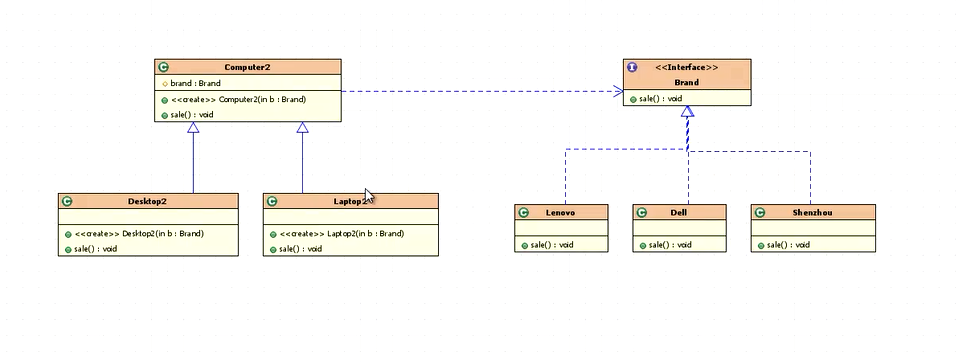 Computer2
brand : Brand
<<create>> Computer2(in b : Brand)
sale() : void
<<Interface>>
Brand
sale() : void
Desktop2
<<create>> Desktop2(in b : Brand)
sale() : void
Laptop2
<<create>> Laptop2(in b : Brand)
sale() : void
Lenovo
sale() : void
Dell
sale() : void
Shenzhou
sale() : void